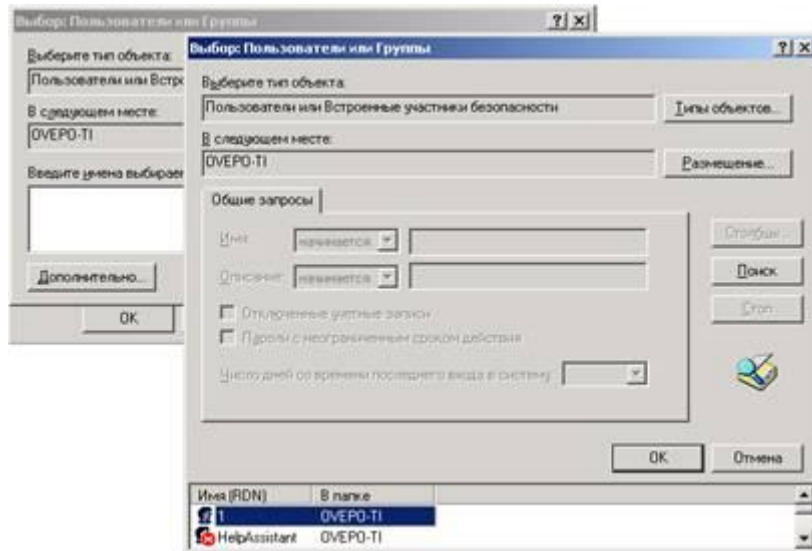 Выбор: Пользователи или Группы
Выберите тип объекта:
Пользователи или Встро
В следующем месте:
OVEPO-TI
Введите имена выбирает
Дополнительно...
OK
Выбор: Пользователи или Группы
Выберите тип объекта:
Пользователи или Встроенные участники безопасности
Типы объектов...
В следующем месте:
OVEPO-TI
Размещение...
Общие запросы
Имя: начинается
Описание: начинается
Столбцы...
Поиск
Стоп
Отключенные учетные записи
Пароли с неограниченным сроком действия
Число дней со времени последнего входа в систему:
OK
Отмена
Имя (RDN) В папке
1 OVEPO-TI
HelpAssistant OVEPO-TI